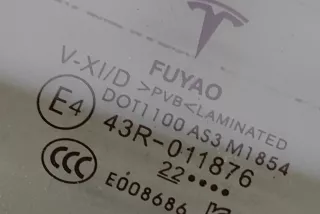 FUYAO
V-XI/D >PVB<LAMINATED
DOT1100 AS3 M1854
E4 43R-011876
22••••
CCC E008686